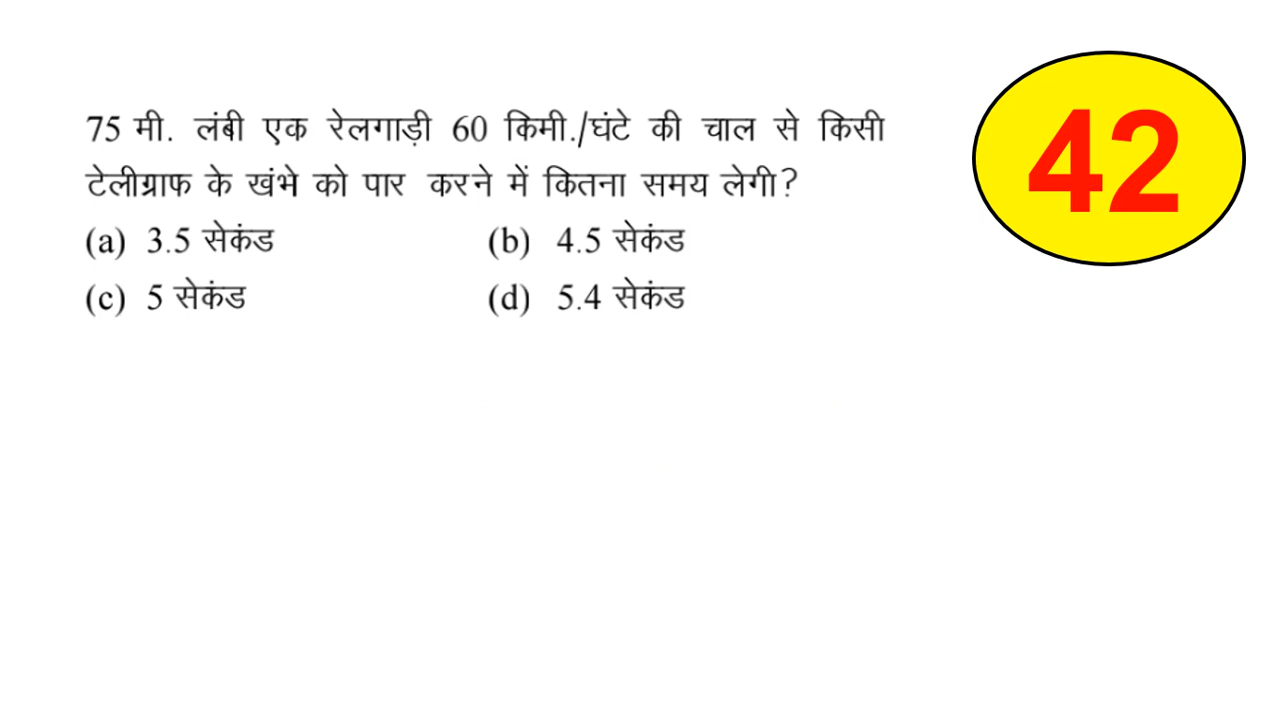 75 मी. लंबी एक रेलगाड़ी 60 किमी./घंटे की चाल से किसी
टेलीग्राफ के खंभे को पार करने में कितना समय लेगी?
(a) 3.5 सेकंड (b) 4.5 सेकंड
(c) 5 सेकंड (d) 5.4 सेकंड
42